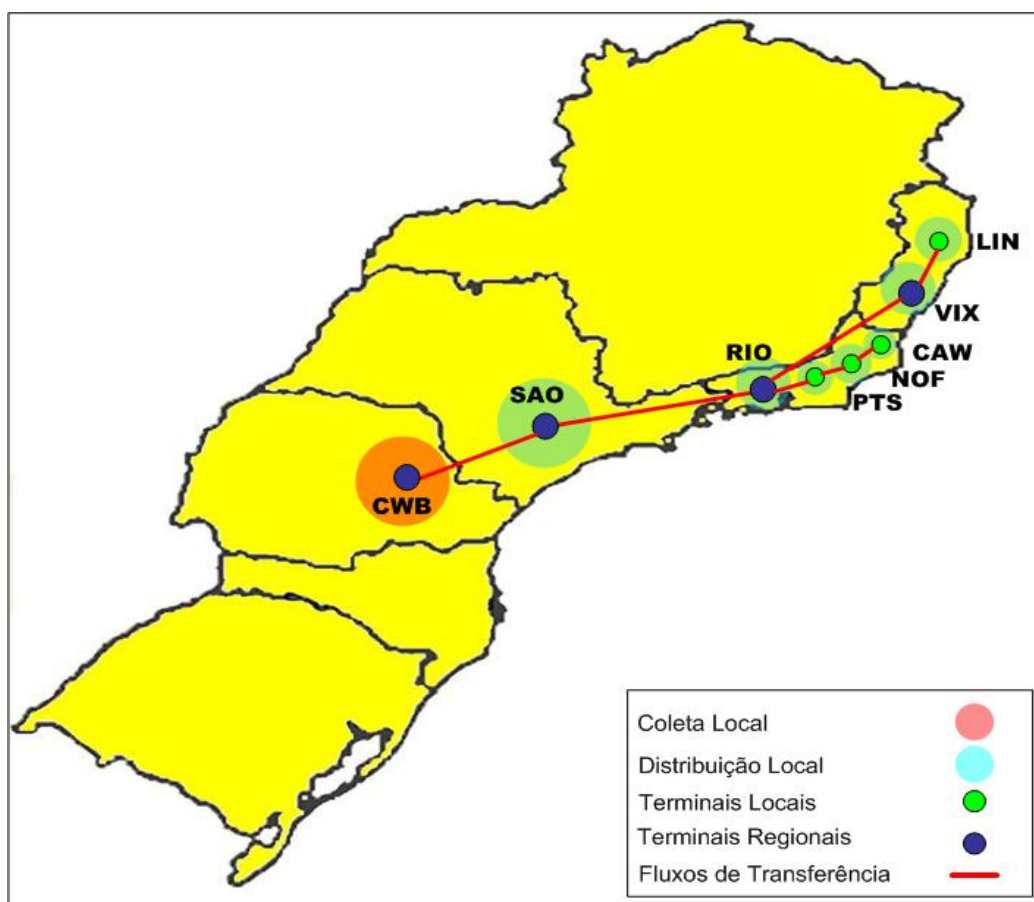 LIN
VIX
RIO
CAW
NOF
SAO
PTS
CWB
Coleta Local
Distribuição Local
Terminais Locais
Terminais Regionais
Fluxos de Transferência